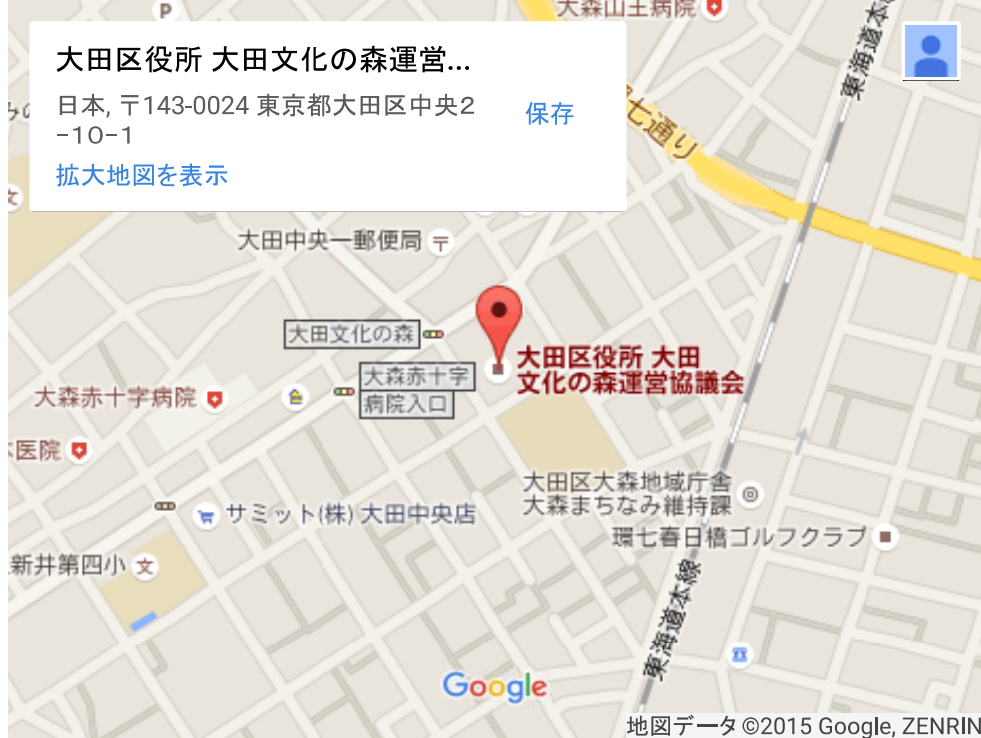 P
大森山王病院
大田区役所 大田文化の森運営...
日本, 〒143-0024 東京都大田区中央2
-10-1
保存
拡大地図を表示
東海道本
七通り
文
大田中央一郵便局
大田文化の森
大森赤十字
病院入口
大田区役所 大田
文化の森運営協議会
大森赤十字病院
医院
大田区大森地域庁舎
大森まちなみ維持課
サミット(株) 大田中央店
環七春日橋ゴルフクラブ
新井第四小
文
東海道本線
Google
地図データ ©2015 Google, ZENRIN